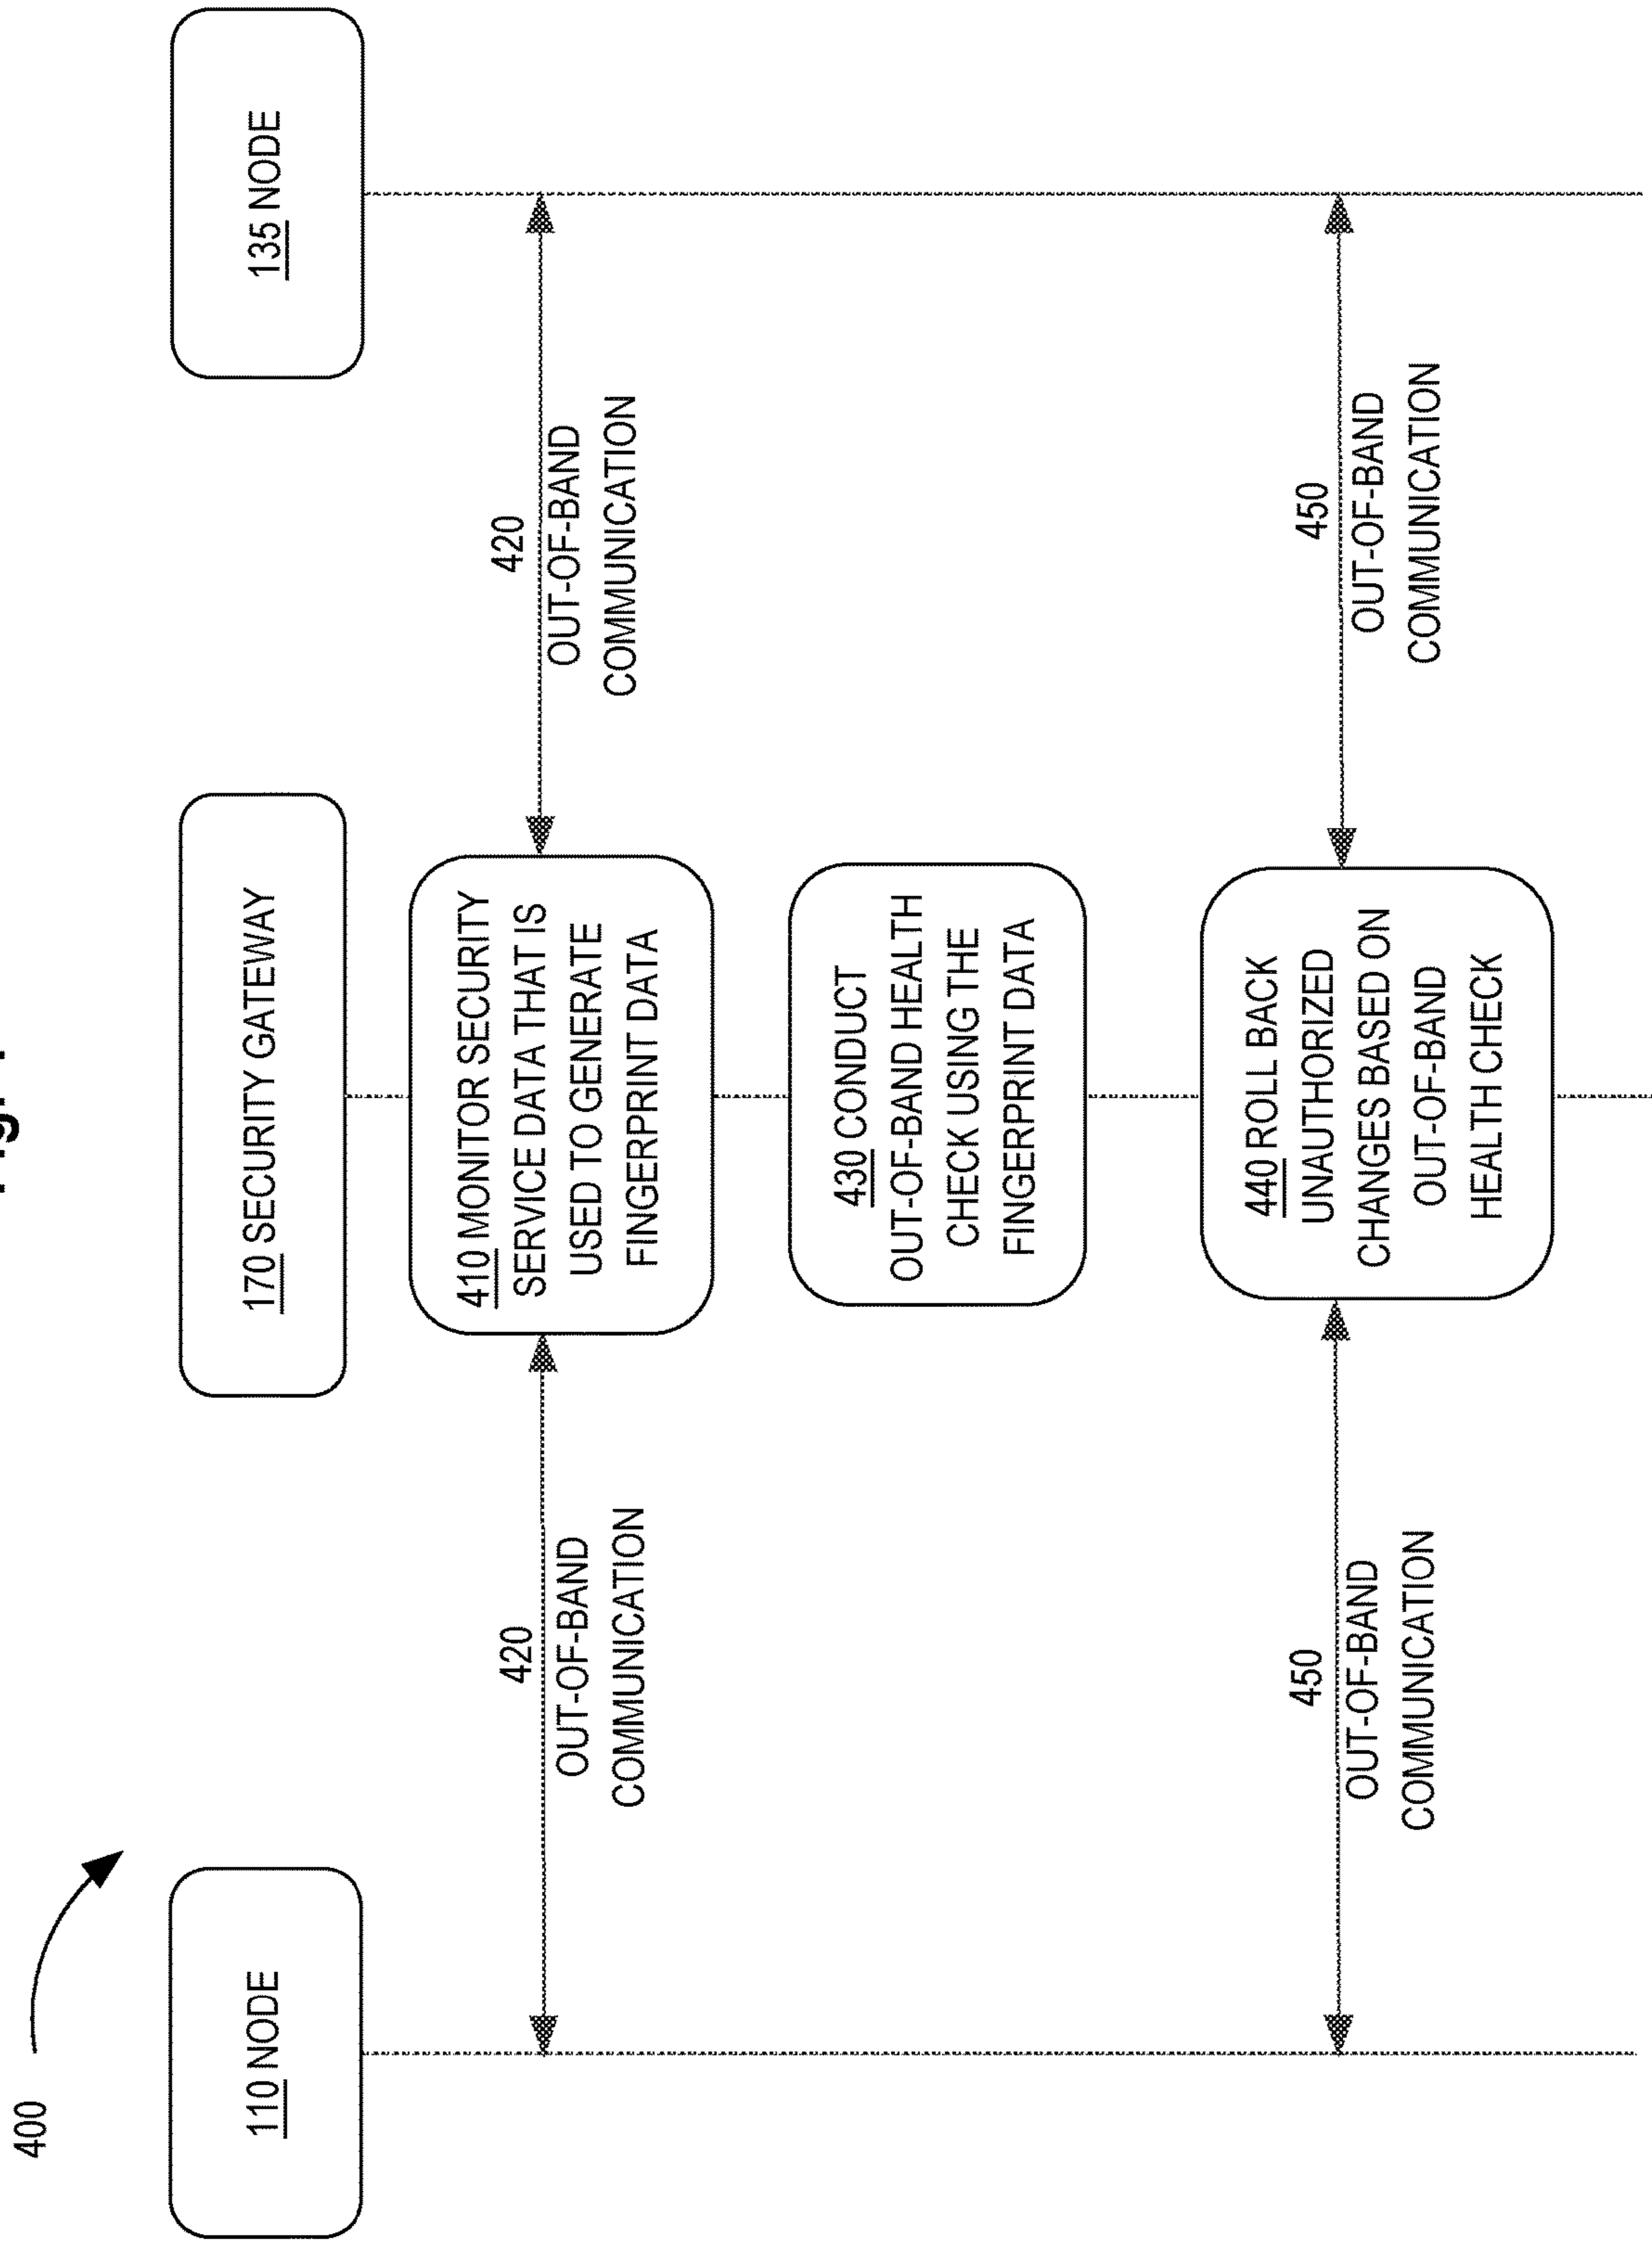 400
110 NODE
170 SECURITY GATEWAY
135 NODE
420
OUT-OF-BAND
COMMUNICATION
410 MONITOR SECURITY
SERVICE DATA THAT IS
USED TO GENERATE
FINGERPRINT DATA
420
OUT-OF-BAND
COMMUNICATION
430 CONDUCT
OUT-OF-BAND HEALTH
CHECK USING THE
FINGERPRINT DATA
450
OUT-OF-BAND
COMMUNICATION
440 ROLL BACK
UNAUTHORIZED
CHANGES BASED ON
OUT-OF-BAND
HEALTH CHECK
450
OUT-OF-BAND
COMMUNICATION